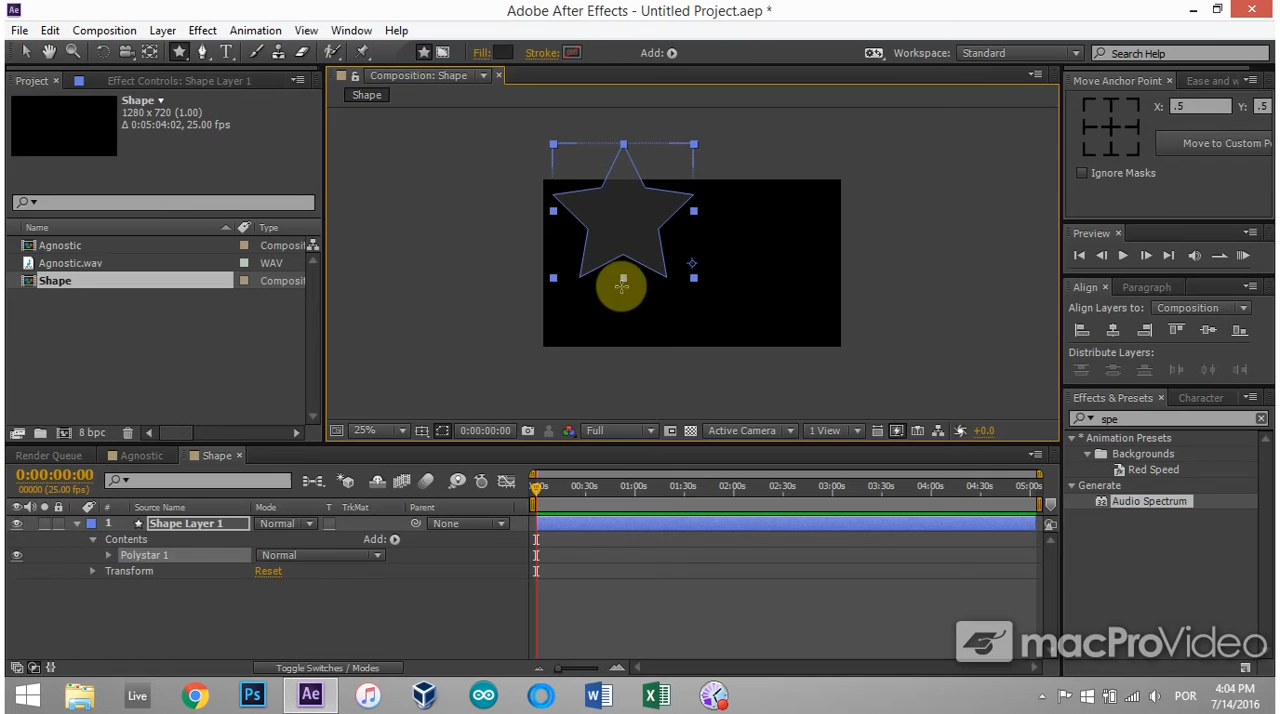 Ae
Adobe After Effects - Untitled Project.aep *
File Edit Composition Layer Effect Animation View Window Help
Fill: Stroke: Add: Workspace: Standard Search Help
Project × Effect Controls: Shape Layer 1
Composition: Shape ×
Move Anchor Point × Ease and w
Shape
Shape
1280 x 720 (1.00)
Δ 0:05:04:02, 25.00 fps
X: .5 Y: .5
Move to Custom P
Ignore Masks
Name Type
Agnostic Composit
Agnostic.wav WAV
Shape Composit
Preview ×
Align × Paragraph
Align Layers to: Composition
Distribute Layers:
Effects & Presets × Character
spe
* Animation Presets
Backgrounds
Red Speed
Generate
Audio Spectrum
8 bpc
25% 0:00:00:00 Full Active Camera 1 View +0.0
Render Queue Agnostic Shape ×
0:00:00:00
00000 (25.00 fps)
00:30s 01:00s 01:30s 02:00s 02:30s 03:00s 03:30s 04:00s 04:30s 05:00s
# Source Name Mode T TrkMat Parent
1 Shape Layer 1 Normal None
Contents Add:
Polystar 1 Normal
Transform Reset
Toggle Switches / Modes
macProVideo
Live Ps Ae
POR
4:04 PM
7/14/2016